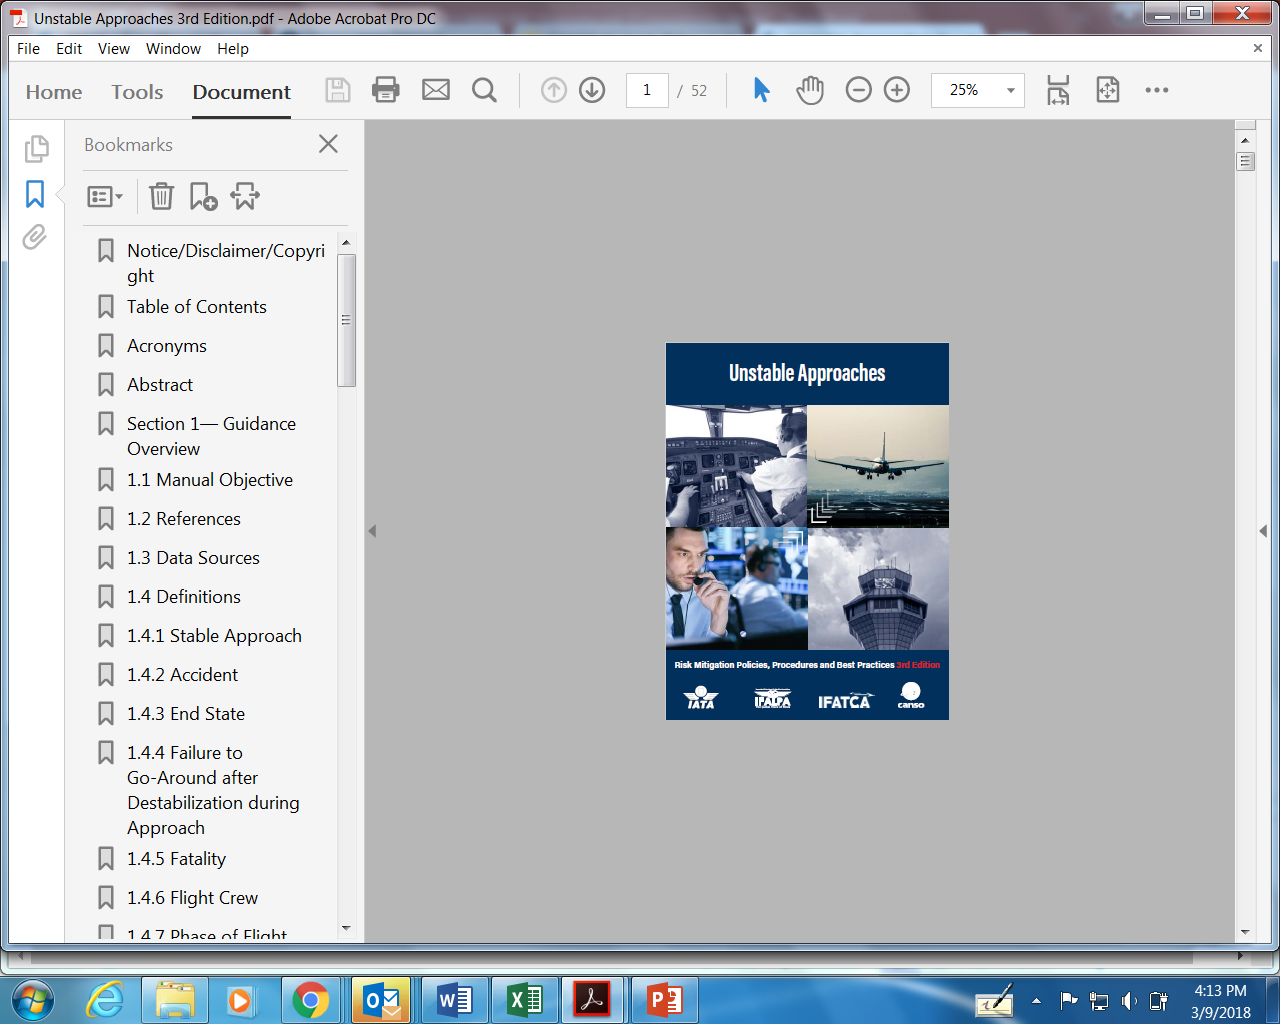 Unstable Approaches 3rd Edition.pdf - Adobe Acrobat Pro DC
File Edit View Window Help
Home Tools Document 1 / 52 25%
Bookmarks
Notice/Disclaimer/Copyri
ght
Table of Contents
Acronyms
Abstract
Section 1— Guidance
Overview
1.1 Manual Objective
1.2 References
1.3 Data Sources
1.4 Definitions
1.4.1 Stable Approach
1.4.2 Accident
1.4.3 End State
1.4.4 Failure to
Go-Around after
Destabilization during
Approach
1.4.5 Fatality
1.4.6 Flight Crew
1.4.7 Phase of Flight
Unstable Approaches
Risk Mitigation Policies, Procedures and Best Practices 3rd Edition
IATA IFALPA IFATCA canso
4:13 PM
3/9/2018